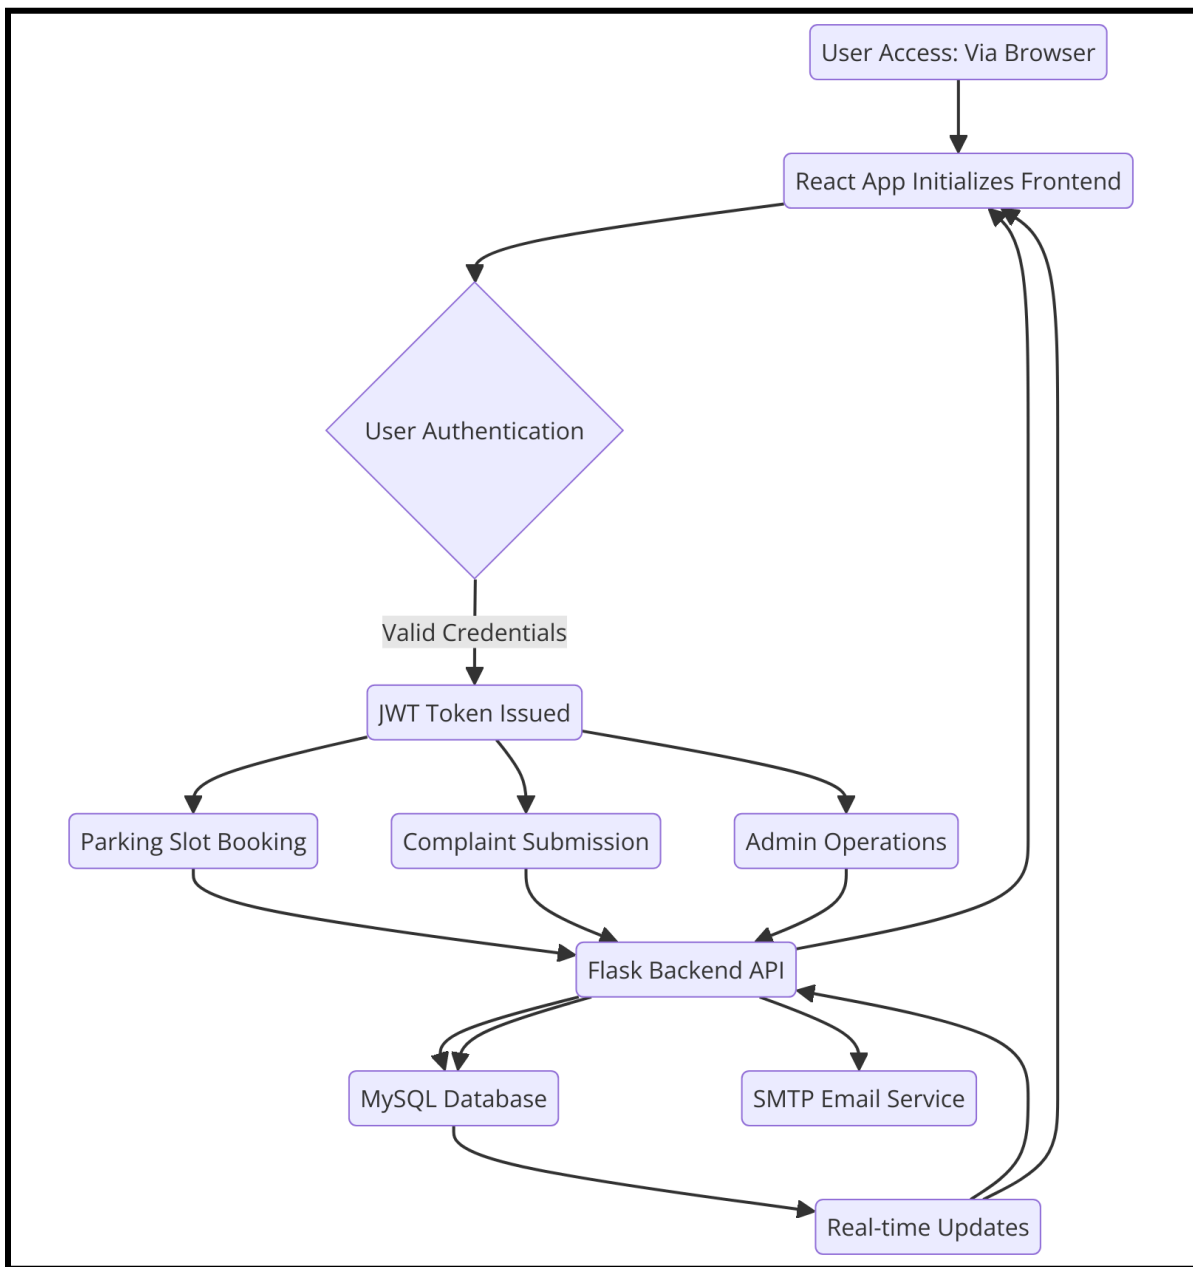 User Access: Via Browser
React App Initializes Frontend
User Authentication
Valid Credentials
JWT Token Issued
Parking Slot Booking
Complaint Submission
Admin Operations
Flask Backend API
MySQL Database
SMTP Email Service
Real-time Updates